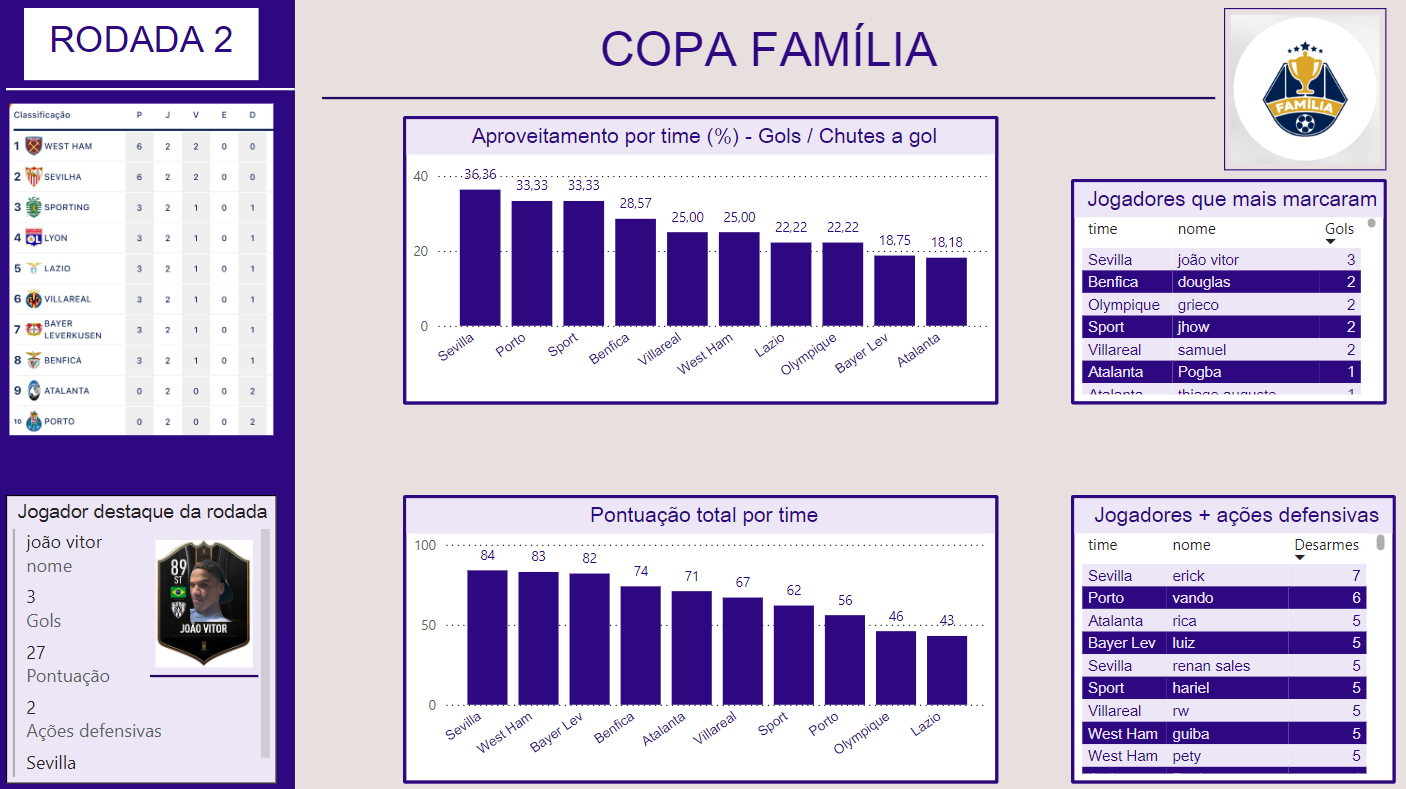 RODADA 2
COPA FAMÍLIA
FAMÍLIA
Classificação P J V E D
1 WEST HAM 6 2 2 0 0
2 SEVILHA 6 2 2 0 0
3 SPORTING 3 2 1 0 1
4 LYON 3 2 1 0 1
5 LAZIO 3 2 1 0 1
6 VILLAREAL 3 2 1 0 1
7 BAYER LEVERKUSEN 3 2 1 0 1
8 BENFICA 3 2 1 0 1
9 ATALANTA 0 2 0 0 2
10 PORTO 0 2 0 0 2
Aproveitamento por time (%) - Gols / Chutes a gol
40
20
0
36,36
33,33
33,33
28,57
25,00
25,00
22,22
22,22
18,75
18,18
Sevilla
Porto
Sport
Benfica
Villareal
West Ham
Lazio
Olympique
Bayer Lev
Atalanta
Jogadores que mais marcaram
time nome Gols
Sevilla joão vitor 3
Benfica douglas 2
Olympique grieco 2
Sport jhow 2
Villareal samuel 2
Atalanta Pogba 1
Atalanta thiago augusto 1
Jogador destaque da rodada
joão vitor
nome
3
Gols
27
Pontuação
2
Ações defensivas
Sevilla
89
ST
JOÃO VITOR
Pontuação total por time
100
50
0
84
83
82
74
71
67
62
56
46
43
Sevilla
West Ham
Bayer Lev
Benfica
Atalanta
Villareal
Sport
Porto
Olympique
Lazio
Jogadores + ações defensivas
time nome Desarmes
Sevilla erick 7
Porto vando 6
Atalanta rica 5
Bayer Lev luiz 5
Sevilla renan sales 5
Sport hariel 5
Villareal rw 5
West Ham guiba 5
West Ham pety 5